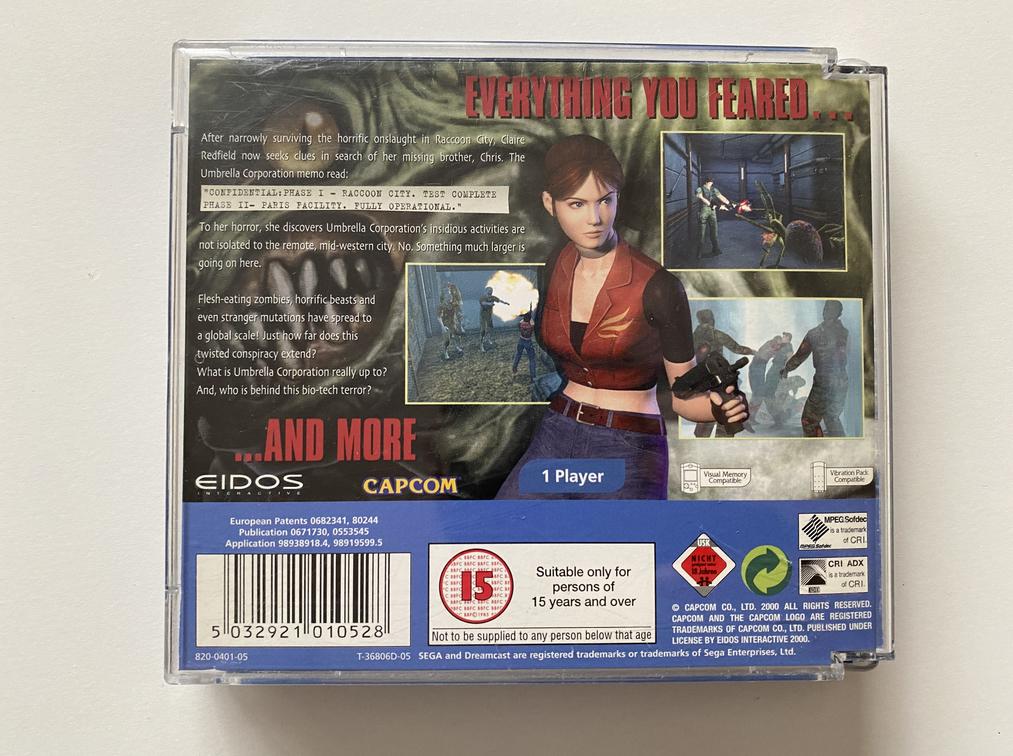 EVERYTHING YOU FEARED...
After narrowly surviving the horrific onslaught in Raccoon City, Claire
Redfield now seeks clues in search of her missing brother, Chris. The
Umbrella Corporation memo read:
"CONFIDENTIAL:PHASE I - RACCOON CITY. TEST COMPLETE
PHASE II- PARIS FACILITY. FULLY OPERATIONAL."
To her horror, she discovers Umbrella Corporation's insidious activities are
not isolated to the remote, mid-western city. No. Something much larger is
going on here.
Flesh-eating zombies, horrific beasts and
even stranger mutations have spread to
a global scale! Just how far does this
twisted conspiracy extend?
What is Umbrella Corporation really up to?
And, who is behind this bio-tech terror?
...AND MORE
EIDOS
INTERACTIVE
CAPCOM
1 Player
Visual Memory
Compatible
Vibration Pack
Compatible
European Patents 0682341, 80244
Publication 0671730, 0553545
Application 98938918.4, 98919599.5
5 032921 010528
15
Suitable only for
persons of
15 years and over
Not to be supplied to any person below that age
USK
NICHT
18 Jahren
MPEG Sofdec
is a trademark
of CRI.
MPEG Sofdec
CRI ADX
is a trademark
of CRI.
© CAPCOM CO., LTD. 2000 ALL RIGHTS RESERVED.
CAPCOM AND THE CAPCOM LOGO ARE REGISTERED
TRADEMARKS OF CAPCOM CO., LTD. PUBLISHED UNDER
LICENSE BY EIDOS INTERACTIVE 2000.
820-0401-05
T-36806D-05
SEGA and Dreamcast are registered trademarks or trademarks of Sega Enterprises, Ltd.